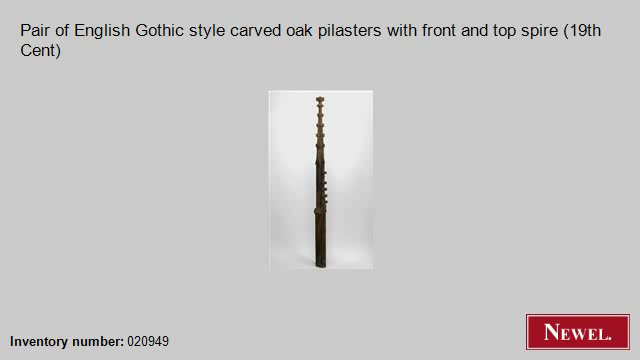 Pair of English Gothic style carved oak pilasters with front and top spire (19th
Cent)
Inventory number: 020949
NEWEL.